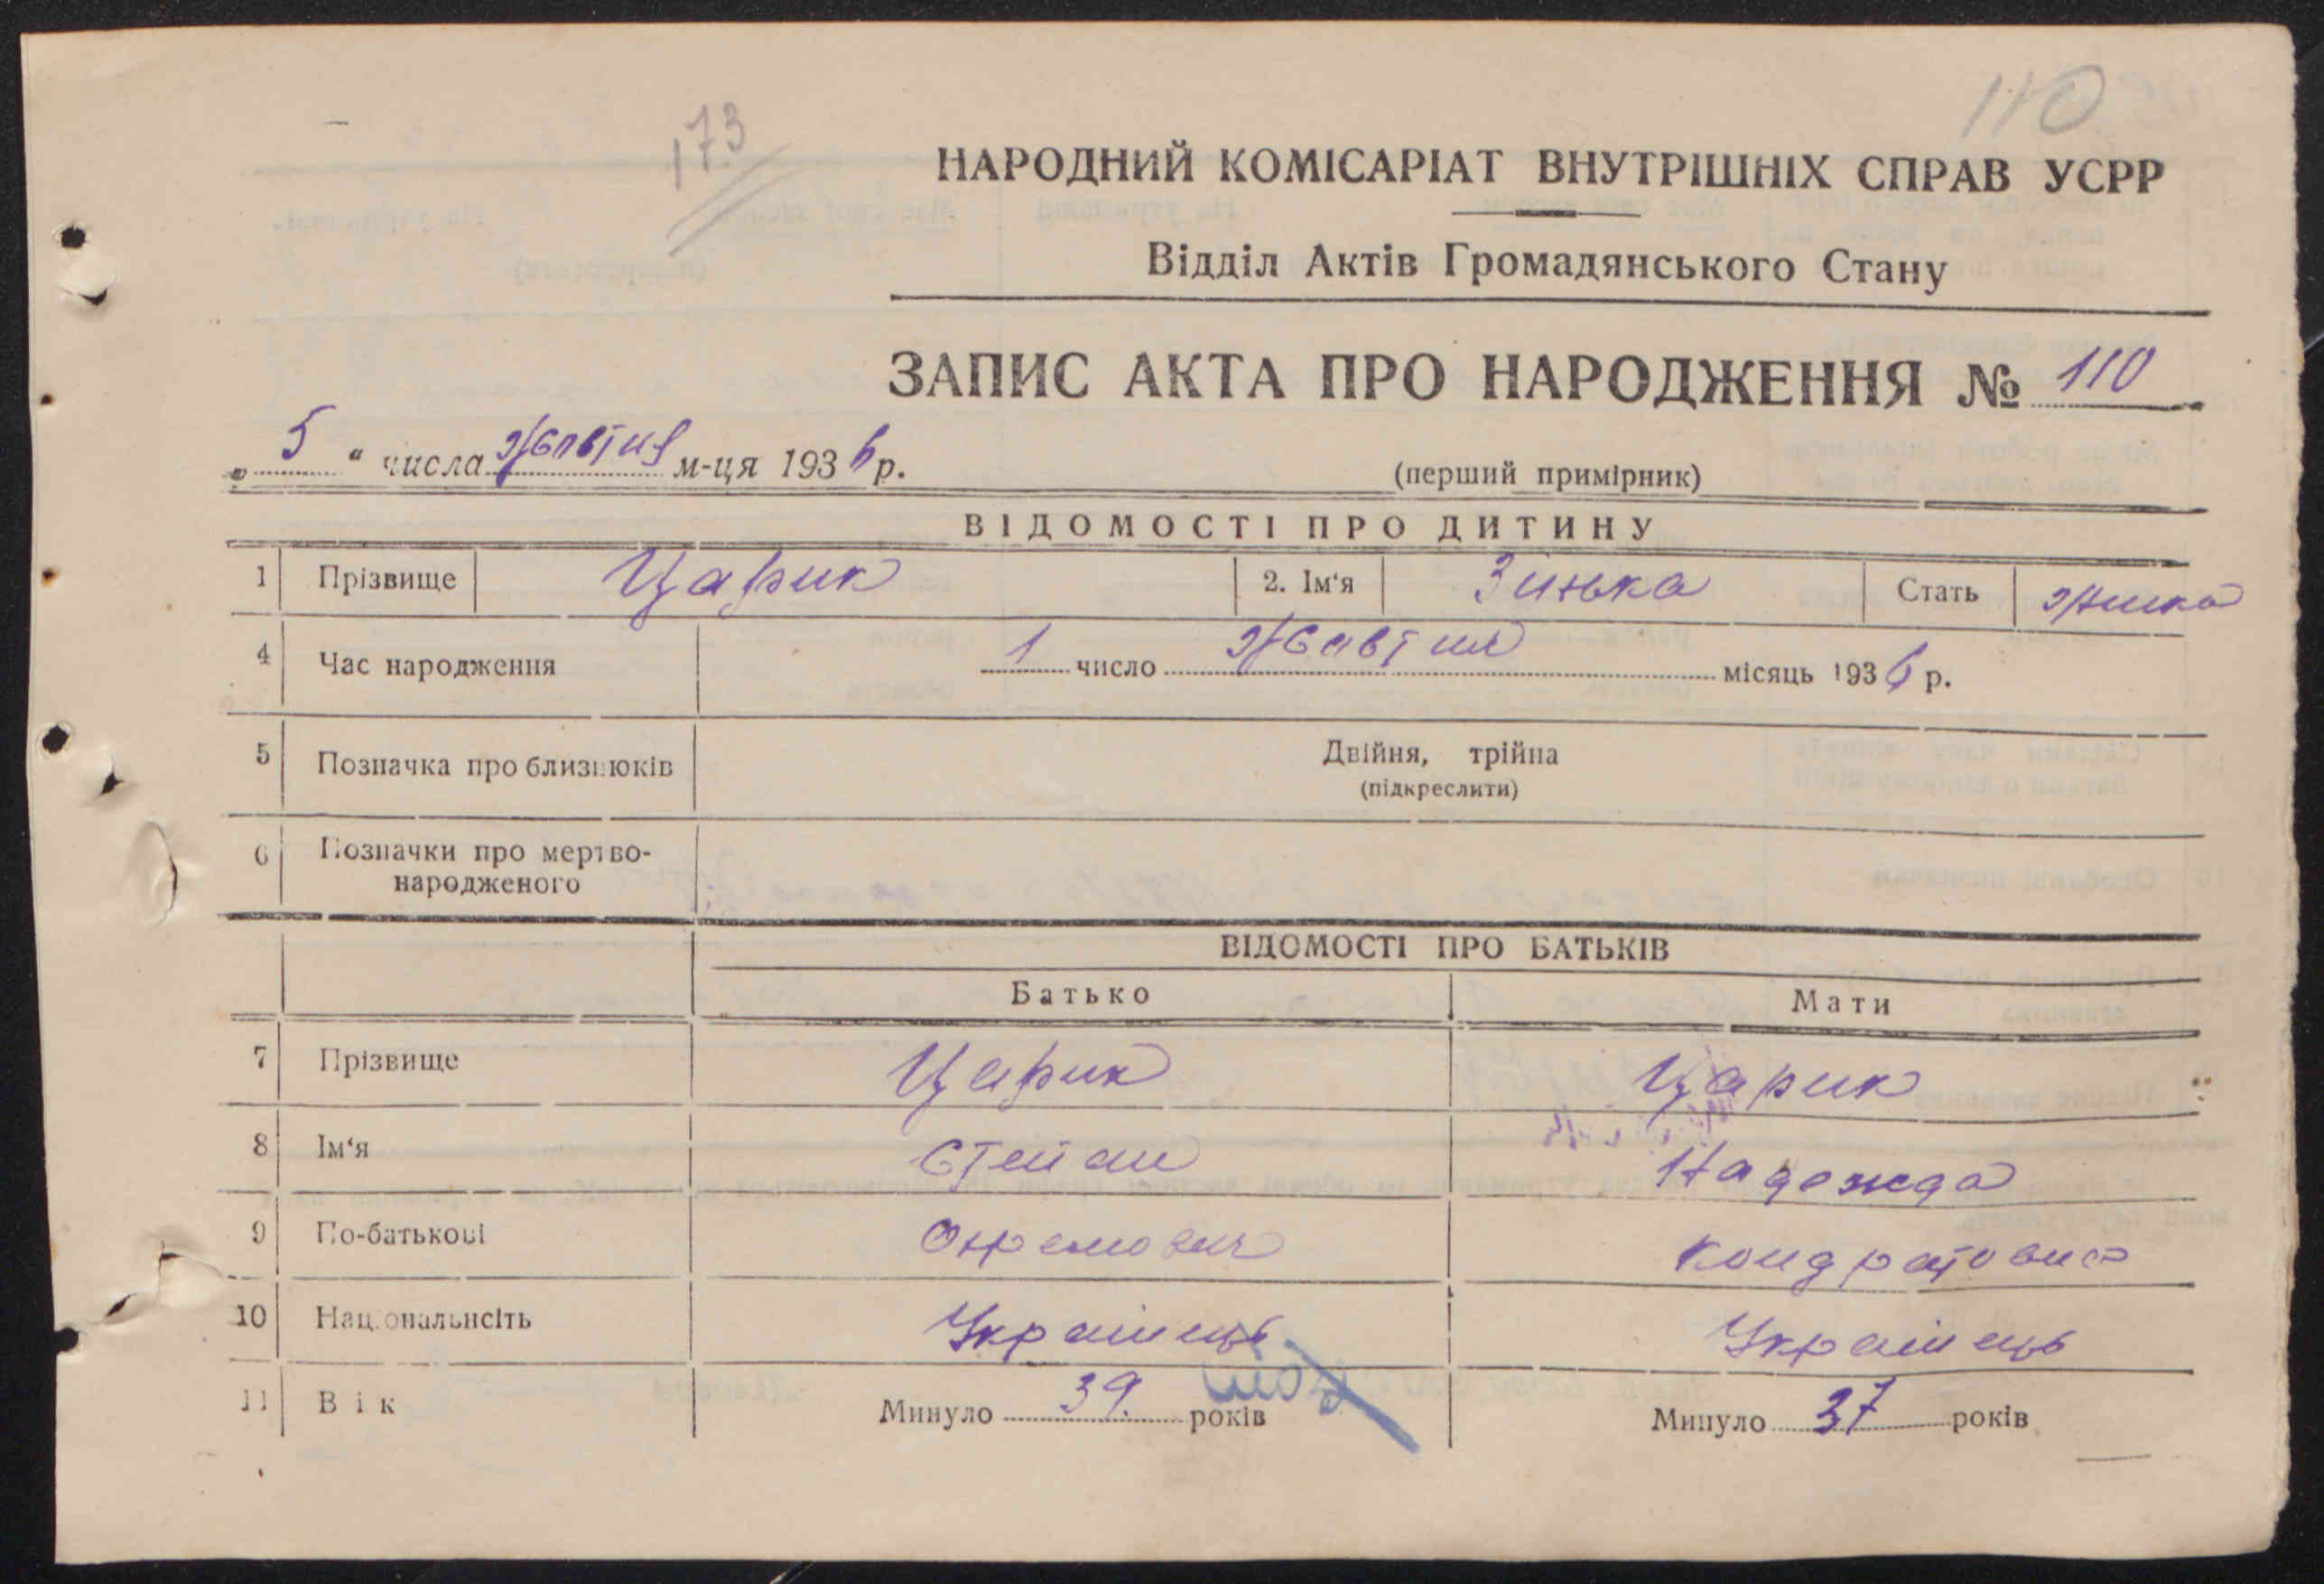 110
173
НАРОДНИЙ КОМІСАРІАТ ВНУТРІШНІХ СПРАВ УСРР
Відділ Актів Громадянського Стану
ЗАПИС АКТА ПРО НАРОДЖЕННЯ № 110
„ 5 “ числа жовтня м-ця 1936 р.
(перший примірник)
ВІДОМОСТІ ПРО ДИТИНУ
1 Прізвище Царик 2. Ім‘я Зінька Стать
4 Час народження 1 число жовтня місяць 1936 р.
5 Позначка про близнюків Двійня, трійна
(підкреслити)
6 Позначки про мертво-
народженого
ВІДОМОСТІ ПРО БАТЬКІВ
Батько Мати
7 Прізвище Царик Царик
8 Ім‘я Степан Надежда
9 По-батькові Кондратовна
10 Національнсіть Українець Українець
11 Вік Минуло 39. років Минуло 37 років